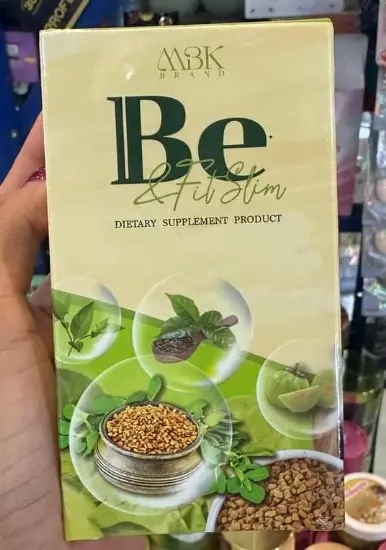 MBK
BRAND
Be
& Fit Slim
DIETARY SUPPLEMENT PRODUCT